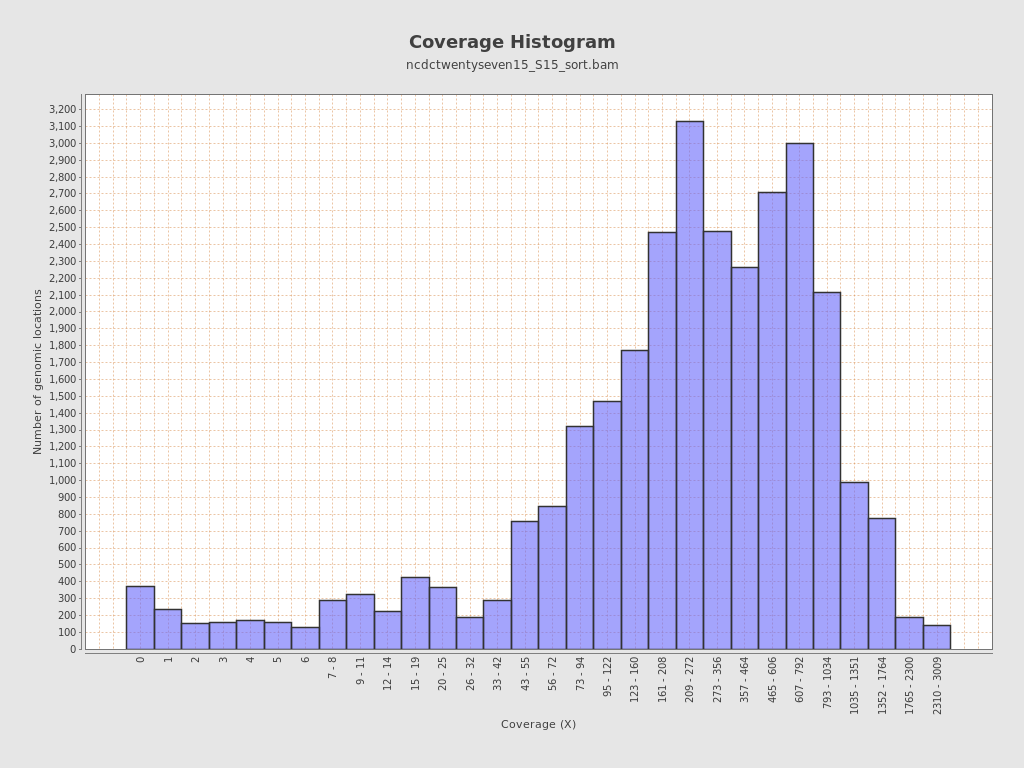 Coverage Histogram
ncdctwentyseven15_S15_sort.bam
Number of genomic locations
3,200
3,100
3,000
2,900
2,800
2,700
2,600
2,500
2,400
2,300
2,200
2,100
2,000
1,900
1,800
1,700
1,600
1,500
1,400
1,300
1,200
1,100
1,000
900
800
700
600
500
400
300
200
100
0
0
1
2
3
4
5
6
7 - 8
9 - 11
12 - 14
15 - 19
20 - 25
26 - 32
33 - 42
43 - 55
56 - 72
73 - 94
95 - 122
123 - 160
161 - 208
209 - 272
273 - 356
357 - 464
465 - 606
607 - 792
793 - 1034
1035 - 1351
1352 - 1764
1765 - 2300
2310 - 3009
Coverage (X)